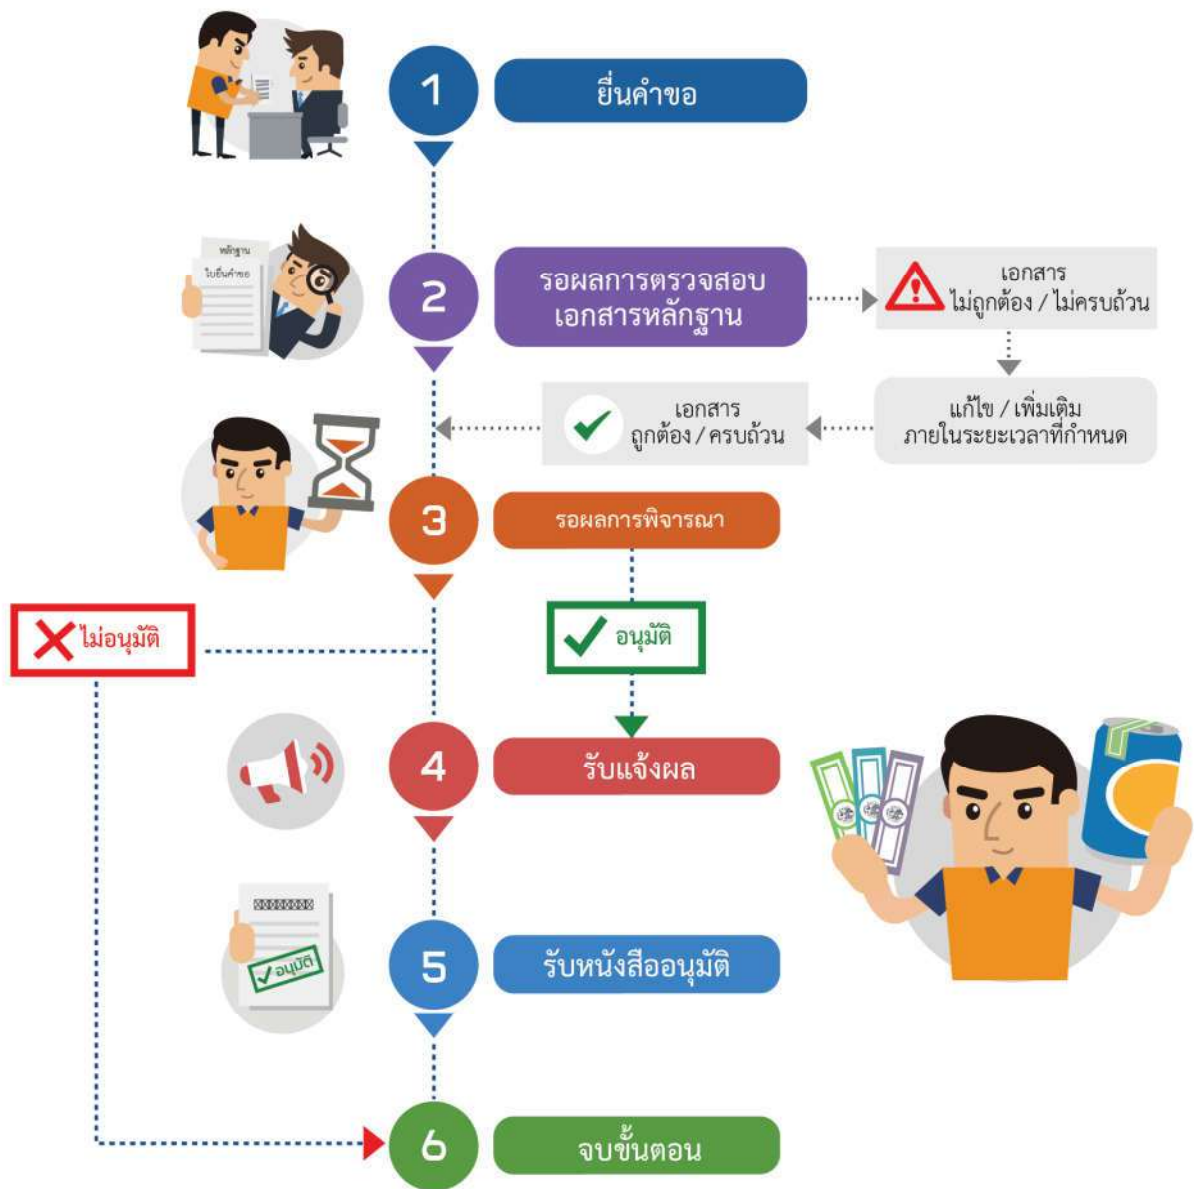 1
ยื่นคำขอ
หลักฐาน
ใบยื่นคำขอ
2
รอผลการตรวจสอบ
เอกสารหลักฐาน
เอกสาร
ไม่ถูกต้อง / ไม่ครบถ้วน
แก้ไข / เพิ่มเติม
ภายในระยะเวลาที่กำหนด
เอกสาร
ถูกต้อง / ครบถ้วน
3
รอผลการพิจารณา
ไม่อนุมัติ
อนุมัติ
4
รับแจ้งผล
อนุมัติ
5
รับหนังสืออนุมัติ
6
จบขั้นตอน